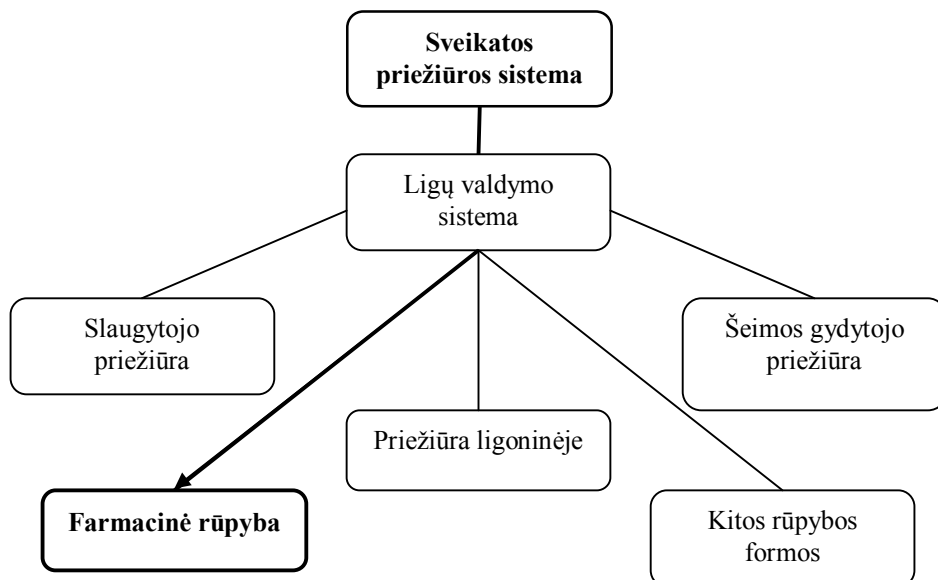 Sveikatos
priežiūros sistema
Ligų valdymo
sistema
Slaugytojo
priežiūra
Šeimos gydytojo
priežiūra
Priežiūra ligoninėje
Farmacinė rūpyba
Kitos rūpybos
formos